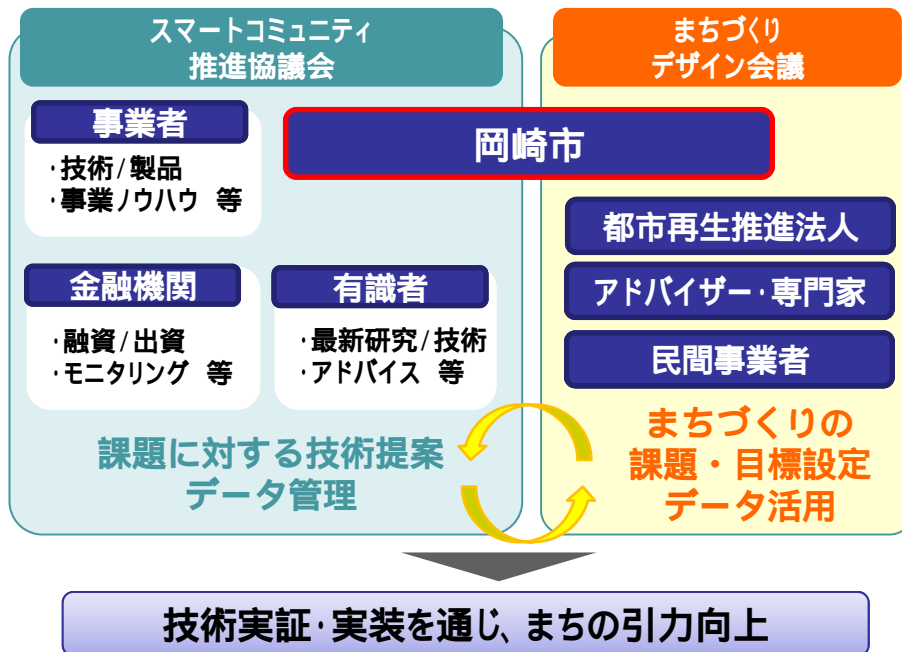 スマートコミュニティ
推進協議会
まちづくり
デザイン会議
事業者
・技術/製品
・事業ノウハウ 等
岡崎市
金融機関
・融資/出資
・モニタリング 等
有識者
・最新研究/技術
・アドバイス 等
都市再生推進法人
アドバイザー・専門家
民間事業者
課題に対する技術提案
データ管理
まちづくりの
課題・目標設定
データ活用
技術実証・実装を通じ、まちの引力向上